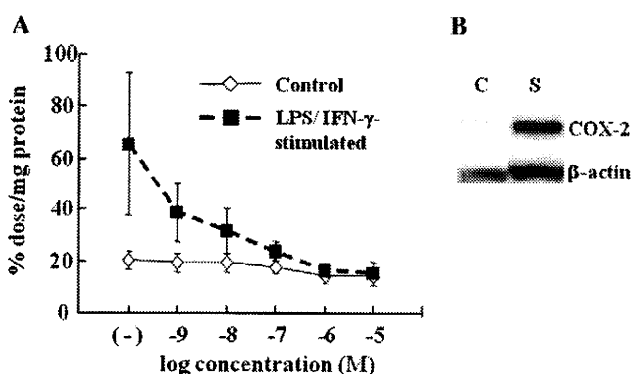 A
% dose/mg protein
100
80
60
40
20
0
Control
LPS/IFN-γ-
stimulated
(-) -9 -8 -7 -6 -5
log concentration (M)
B
C S
COX-2
β-actin